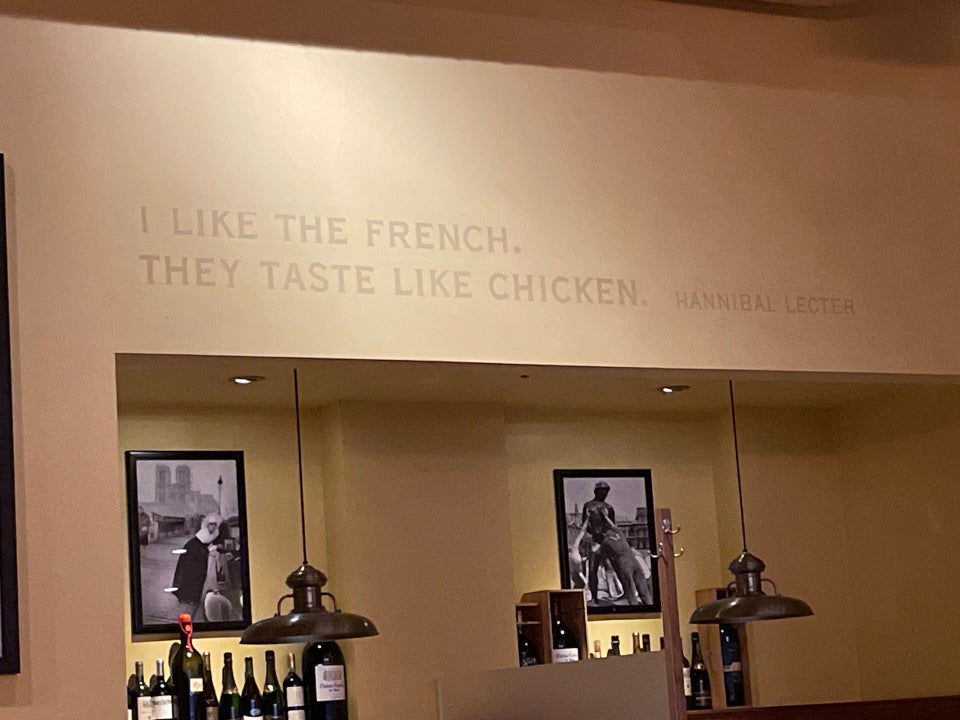 I LIKE THE FRENCH.
THEY TASTE LIKE CHICKEN. HANNIBAL LECTER